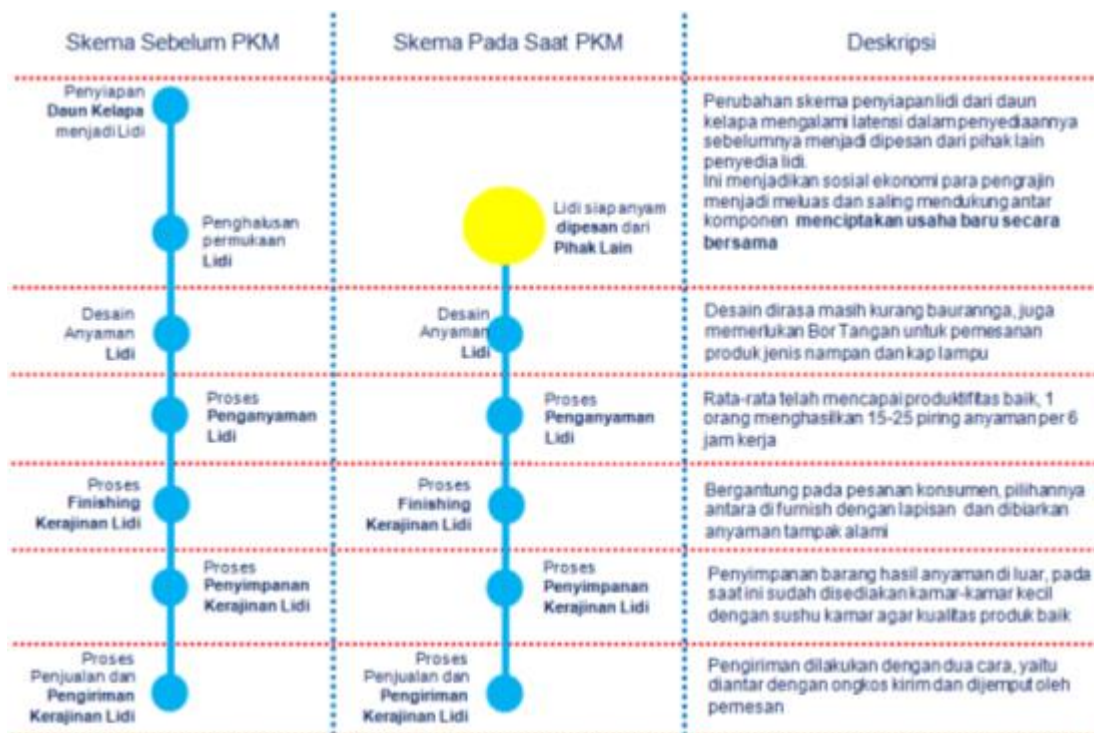 Skema Sebelum PKM
Skema Pada Saat PKM
Deskripsi
Penyiapan
Daun Kelapa
menjadi Lidi
Penghalusan
permukaan
Lidi
Lidi siap anyam
dipesan dari
Pihak Lain
Perubahan skema penyiapan lidi dari daun
kelapa mengalami latensi dalam penyediaannya
sebelumnya menjadi dipesan dari pihak lain
penyedia lidi.
Ini menjadikan sosial ekonomi para pengrajin
menjadi meluas dan saling mendukung antar
komponen menciptakan usaha baru secara
bersama
Desain
Anyaman
Lidi
Desain
Anyaman
Lidi
Desain dirasa masih kurang baurannga, juga
memerlukan Bor Tangan untuk pemesanan
produk jenis nampan dan kap lampu
Proses
Penganyaman
Lidi
Proses
Penganyaman
Lidi
Rata-rata telah mencapai produktifitas baik, 1
orang menghasilkan 15-25 piring anyaman per 6
jam kerja
Proses
Finishing
Kerajinan Lidi
Proses
Finishing
Kerajinan Lidi
Bergantung pada pesanan konsumen, pilihannya
antara di furnish dengan lapisan dan dibiarkan
anyaman tampak alami
Proses
Penyimpanan
Kerajinan Lidi
Proses
Penyimpanan
Kerajinan Lidi
Penyimpanan barang hasil anyaman di luar, pada
saat ini sudah disediakan kamar-kamar kecil
dengan sushu kamar agar kualitas produk baik
Proses
Penjualan dan
Pengiriman
Kerajinan Lidi
Proses
Penjualan dan
Pengiriman
Kerajinan Lidi
Pengiriman dilakukan dengan dua cara, yaitu
diantar dengan ongkos kirim dan dijemput oleh
pemesan